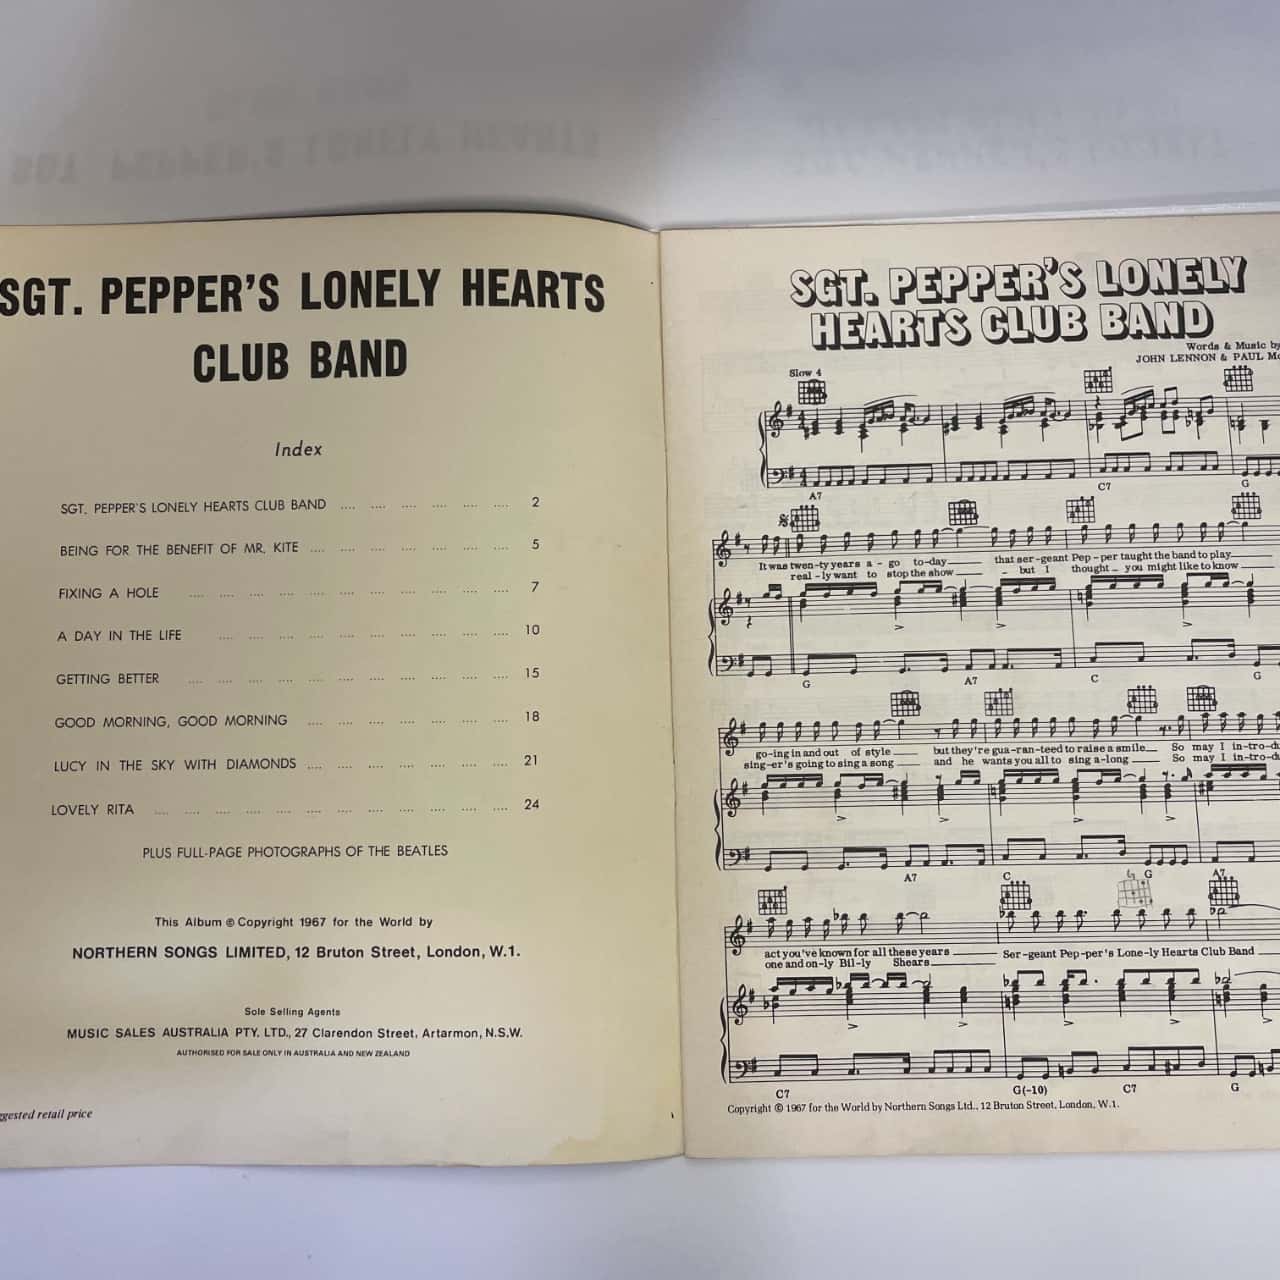 SGT. PEPPER'S LONELY HEARTS
CLUB BAND
Index
SGT. PEPPER'S LONELY HEARTS CLUB BAND .... .... .... .... .... .... 2
BEING FOR THE BENEFIT OF MR. KITE .... .... .... .... .... .... .... 5
FIXING A HOLE .... .... .... .... .... .... .... .... .... .... .... 7
A DAY IN THE LIFE .... .... .... .... .... .... .... .... .... .... 10
GETTING BETTER .... .... .... .... .... .... .... .... .... .... .... 15
GOOD MORNING, GOOD MORNING .... .... .... .... .... .... .... 18
LUCY IN THE SKY WITH DIAMONDS .... .... .... .... .... .... .... 21
LOVELY RITA .... .... .... .... .... .... .... .... .... .... .... .... 24
PLUS FULL-PAGE PHOTOGRAPHS OF THE BEATLES
This Album © Copyright 1967 for the World by
NORTHERN SONGS LIMITED, 12 Bruton Street, London, W.1.
Sole Selling Agents
MUSIC SALES AUSTRALIA PTY. LTD., 27 Clarendon Street, Artarmon, N.S.W.
AUTHORISED FOR SALE ONLY IN AUSTRALIA AND NEW ZEALAND
retail price
SGT. PEPPER'S LONELY
HEARTS CLUB BAND
Words & Music by
JOHN LENNON & PAUL
Slow 4
A7 C7 G
It was twen-ty years a - go to-day that ser-geant Pep-per taught the band to play
real-ly want to stop the show - but I thought you might like to know
G A7 C G
go-ing in and out of style but they're gua-ran-teed to raise a smile So may I
sing-er's going to sing a song and he wants you all to sing a-long So may I
A7 C G A7
act you've known for all these years Ser-geant Pep-per's Lone-ly Hearts Club Band
one and on-ly Bil-ly Shears
C7 G(-10) C7 G
Copyright © 1967 for the World by Northern Songs Ltd., 12 Bruton Street, London, W.1.